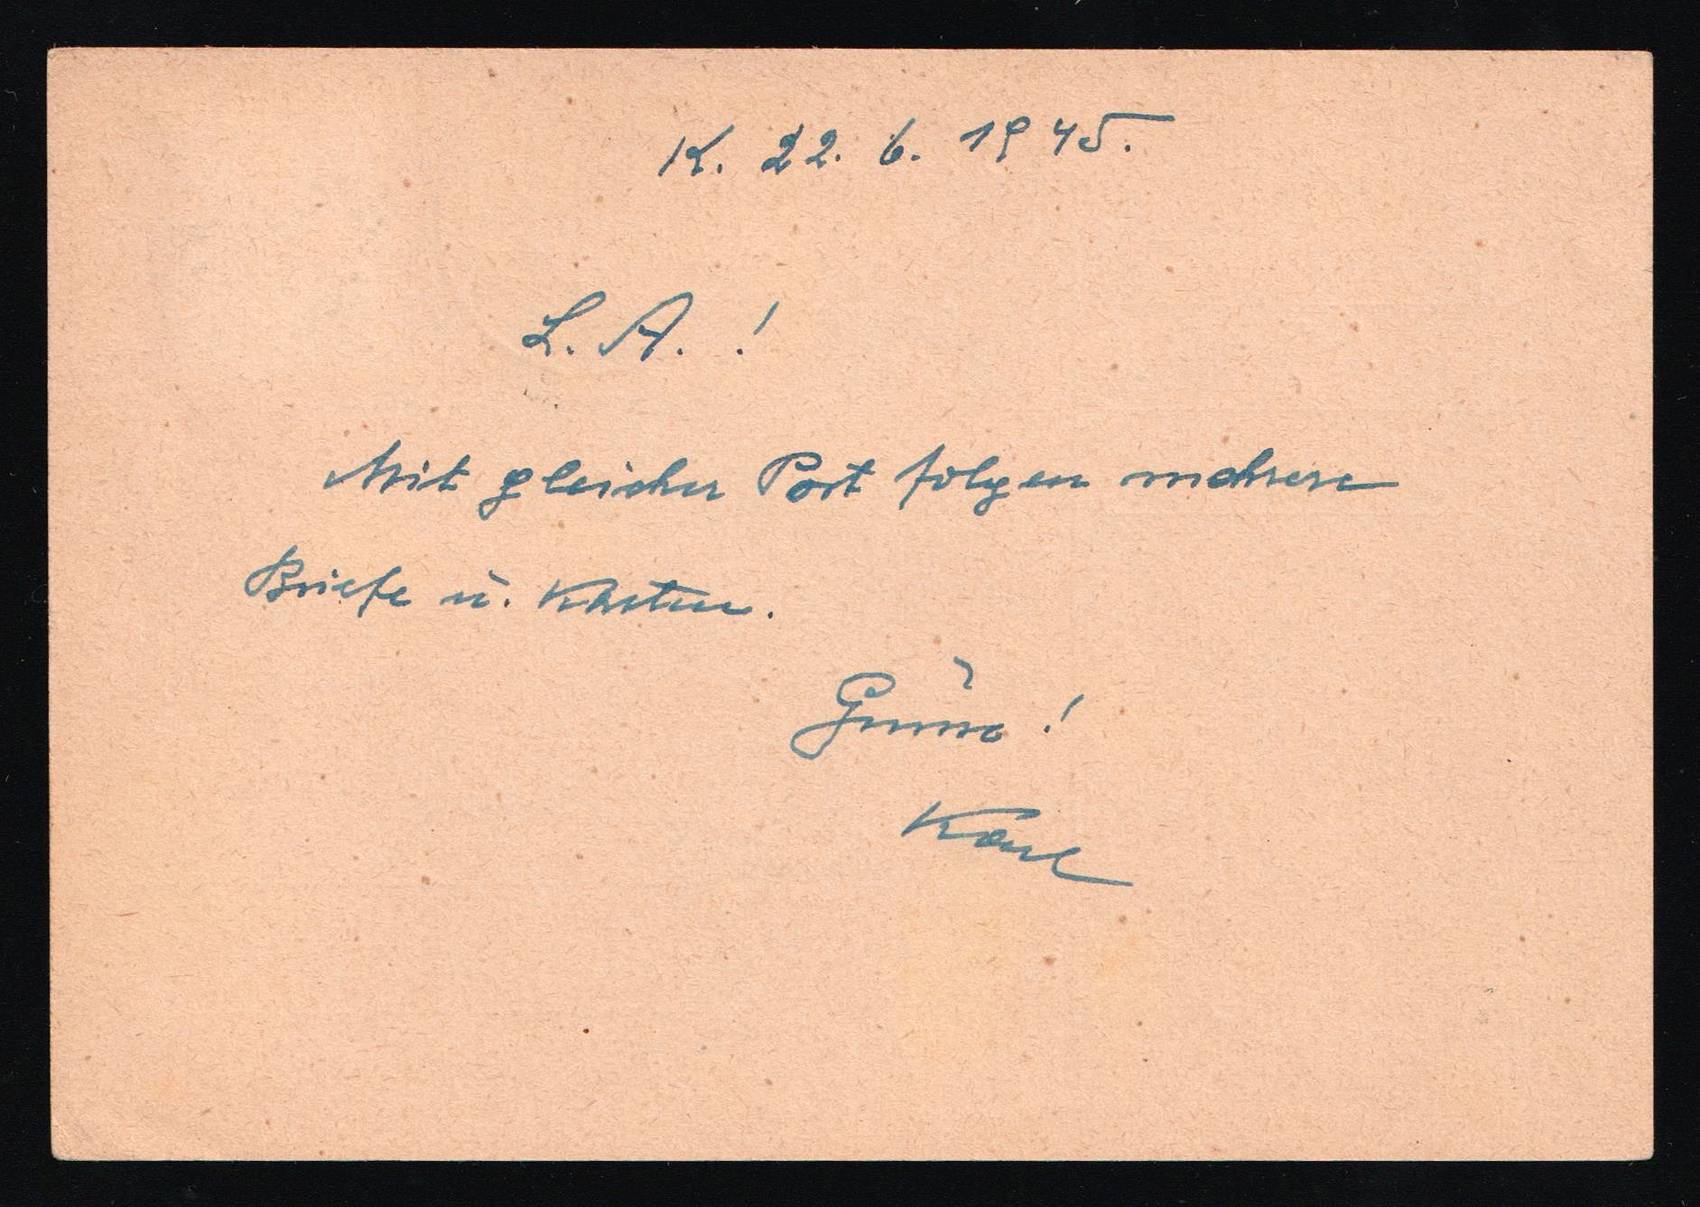 K. 22. 6. 1945.
L. A. !
Mit gleicher Post folgen mehrere
Briefe u. Karten.
Grüße !
Karl